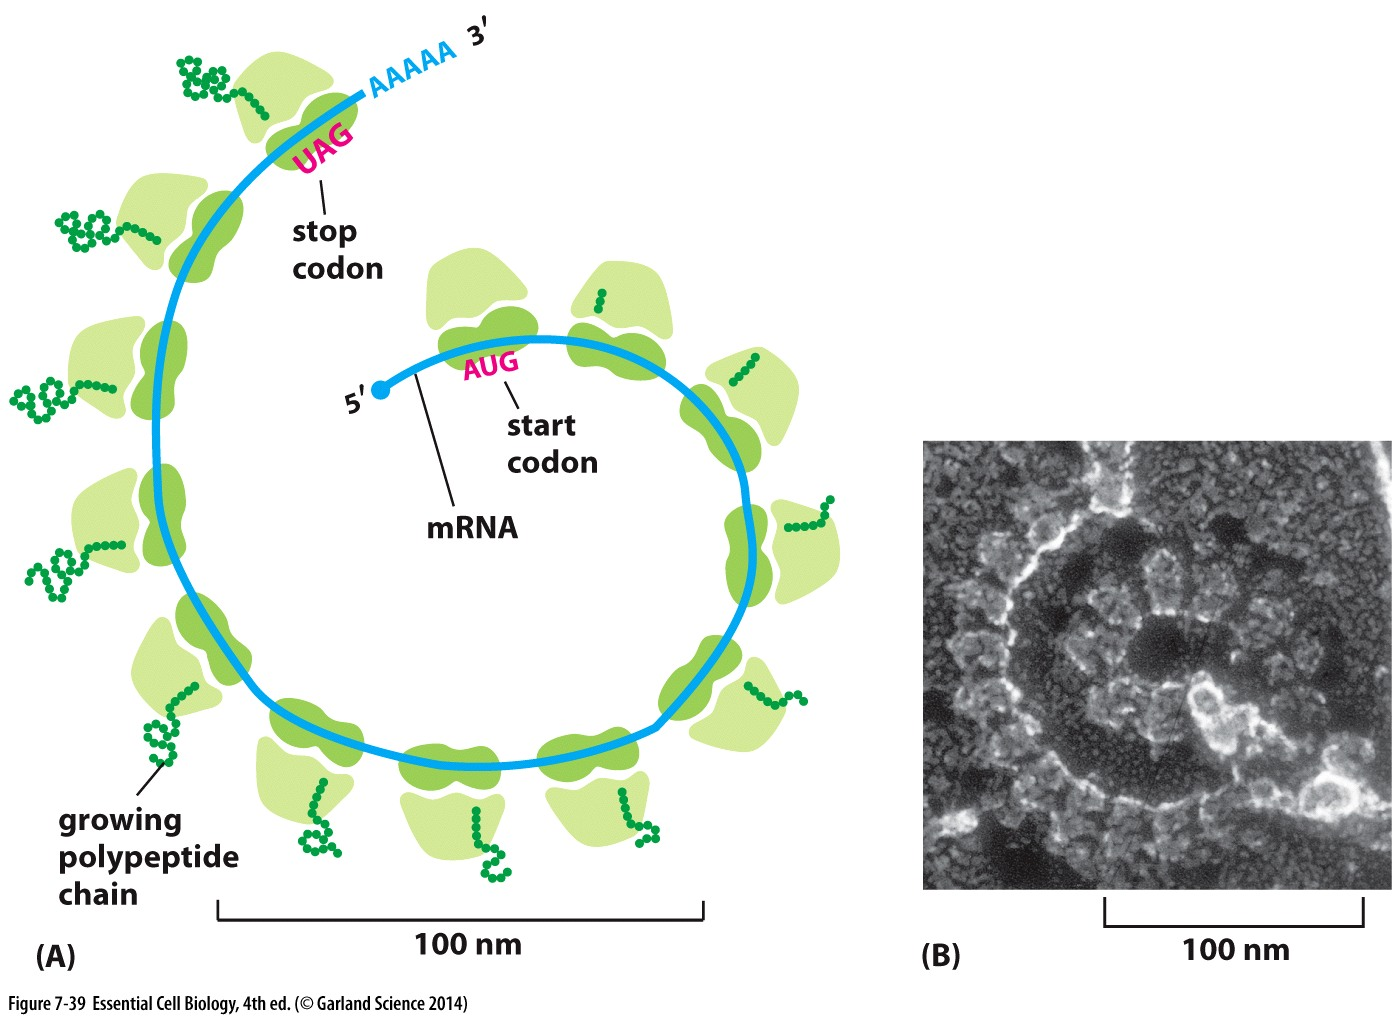 AAAAA 3'
UAG
stop
codon
5'
AUG
start
codon
mRNA
growing
polypeptide
chain
100 nm
(A)
100 nm
(B)
Figure 7-39 Essential Cell Biology, 4th ed. (© Garland Science 2014)